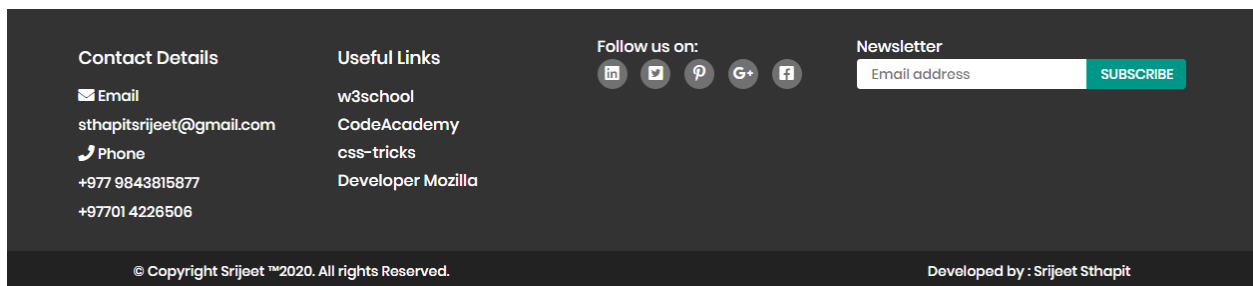 Contact Details
Email
sthapitsrijeet@gmail.com
Phone
+977 9843815877
+97701 4226506
Useful Links
w3school
CodeAcademy
css-tricks
Developer Mozilla
Follow us on:
in
G+
f
Newsletter
Email address
SUBSCRIBE
© Copyright Srijeet ™2020. All rights Reserved.
Developed by : Srijeet Sthapit